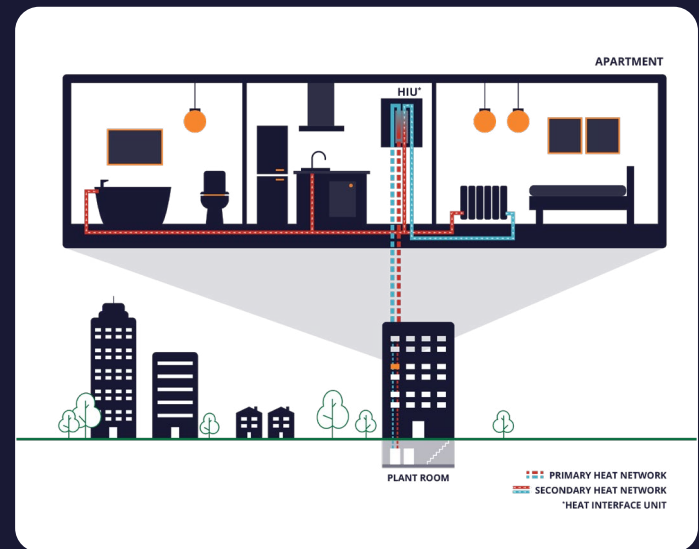 APARTMENT
HIU*
PLANT ROOM
PRIMARY HEAT NETWORK
SECONDARY HEAT NETWORK
*HEAT INTERFACE UNIT